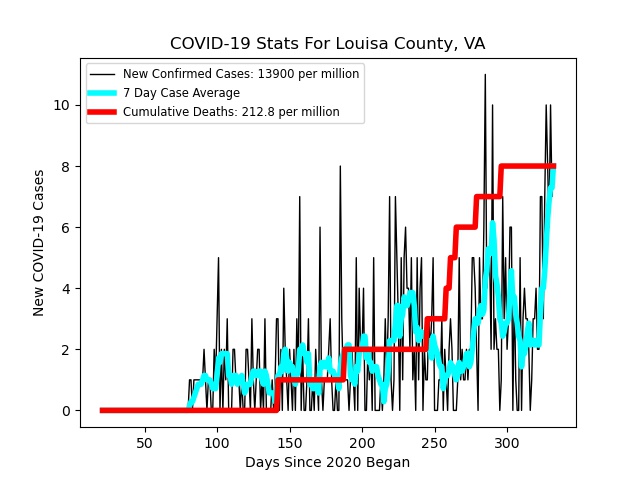 COVID-19 Stats For Louisa County, VA
New Confirmed Cases: 13900 per million
7 Day Case Average
Cumulative Deaths: 212.8 per million
New COVID-19 Cases
10
8
6
4
2
0
50 100 150 200 250 300
Days Since 2020 Began